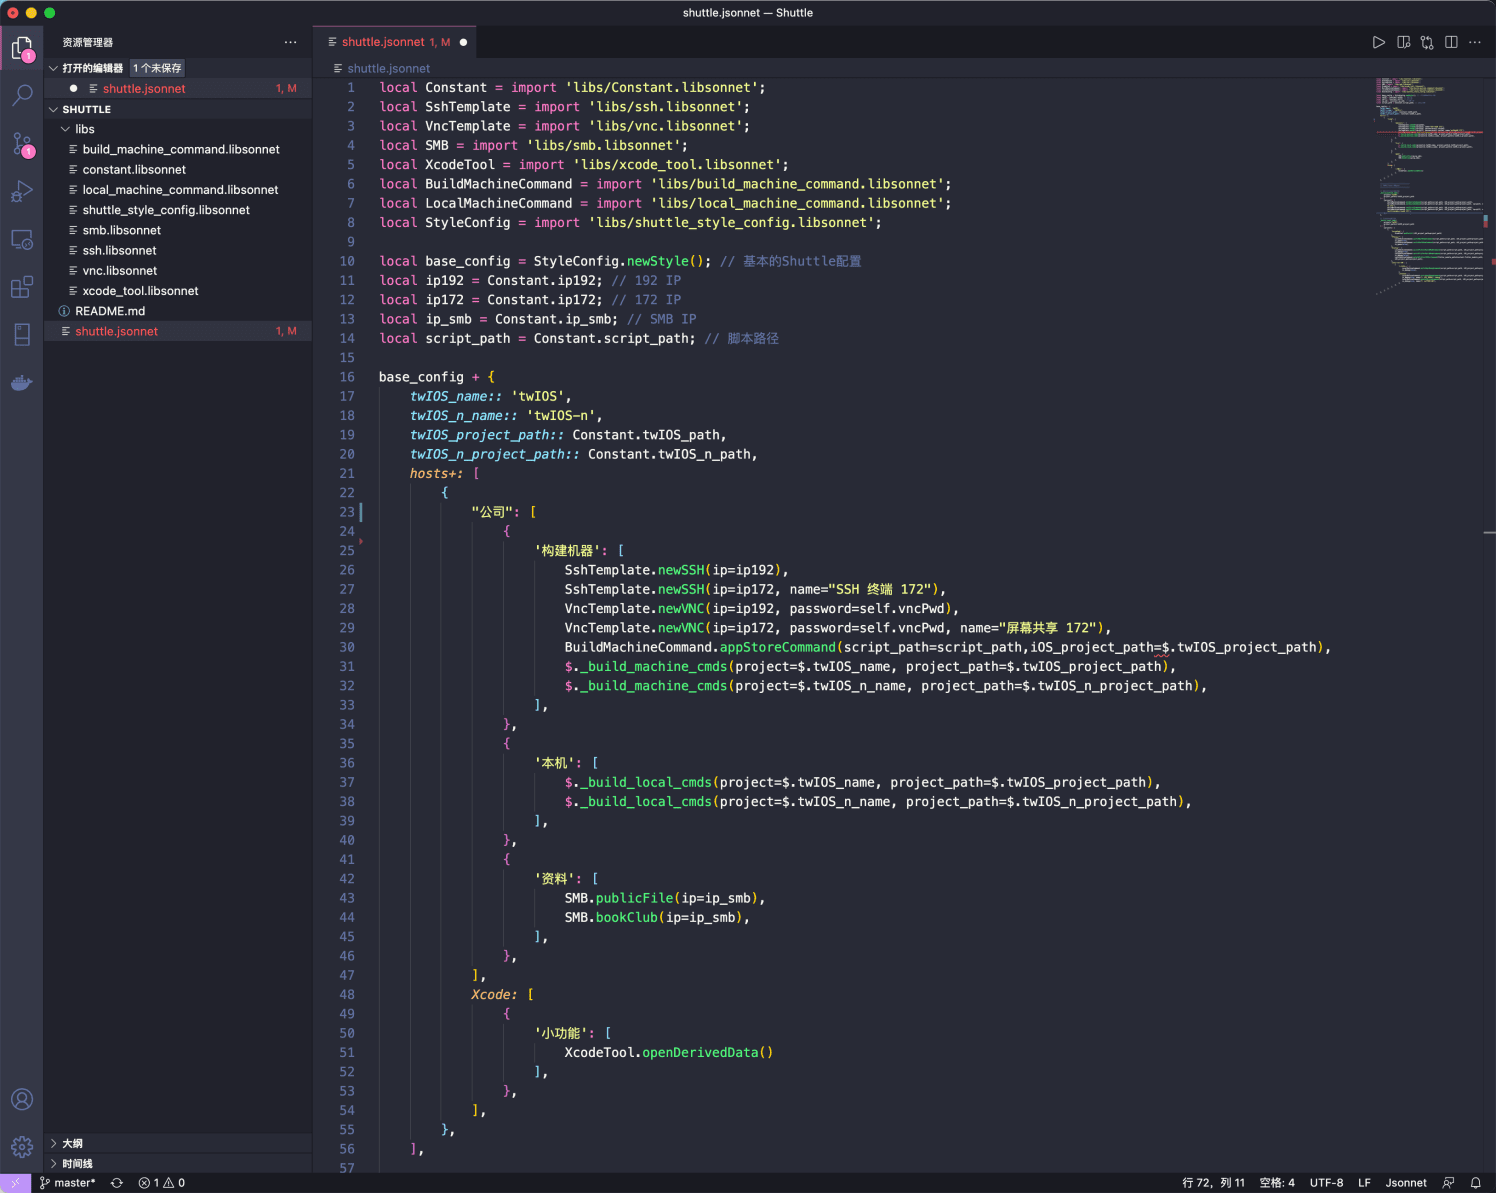 shuttle.jsonnet — Shuttle
资源管理器
打开的编辑器 1 个未保存
shuttle.jsonnet 1, M
SHUTTLE
libs
build_machine_command.libsonnet
constant.libsonnet
local_machine_command.libsonnet
shuttle_style_config.libsonnet
smb.libsonnet
ssh.libsonnet
vnc.libsonnet
xcode_tool.libsonnet
README.md
shuttle.jsonnet 1, M
大纲
时间线
1
1
shuttle.jsonnet 1, M
shuttle.jsonnet
1 local Constant = import 'libs/Constant.libsonnet';
2 local SshTemplate = import 'libs/ssh.libsonnet';
3 local VncTemplate = import 'libs/vnc.libsonnet';
4 local SMB = import 'libs/smb.libsonnet';
5 local XcodeTool = import 'libs/xcode_tool.libsonnet';
6 local BuildMachineCommand = import 'libs/build_machine_command.libsonnet';
7 local LocalMachineCommand = import 'libs/local_machine_command.libsonnet';
8 local StyleConfig = import 'libs/shuttle_style_config.libsonnet';
9
10 local base_config = StyleConfig.newStyle(); // 基本的Shuttle配置
11 local ip192 = Constant.ip192; // 192 IP
12 local ip172 = Constant.ip172; // 172 IP
13 local ip_smb = Constant.ip_smb; // SMB IP
14 local script_path = Constant.script_path; // 脚本路径
15
16 base_config + {
17 twIOS_name:: 'twIOS',
18 twIOS_n_name:: 'twIOS-n',
19 twIOS_project_path:: Constant.twIOS_path,
20 twIOS_n_project_path:: Constant.twIOS_n_path,
21 hosts+: [
22 {
23 "公司": [
24 {
25 '构建机器': [
26 SshTemplate.newSSH(ip=ip192),
27 SshTemplate.newSSH(ip=ip172, name="SSH 终端 172"),
28 VncTemplate.newVNC(ip=ip192, password=self.vncPwd),
29 VncTemplate.newVNC(ip=ip172, password=self.vncPwd, name="屏幕共享 172"),
30 BuildMachineCommand.appStoreCommand(script_path=script_path,iOS_project_path=$.twIOS_project_path),
31 $._build_machine_cmds(project=$.twIOS_name, project_path=$.twIOS_project_path),
32 $._build_machine_cmds(project=$.twIOS_n_name, project_path=$.twIOS_n_project_path),
33 ],
34 },
35 {
36 '本机': [
37 $._build_local_cmds(project=$.twIOS_name, project_path=$.twIOS_project_path),
38 $._build_local_cmds(project=$.twIOS_n_name, project_path=$.twIOS_n_project_path),
39 ],
40 },
41 {
42 '资料': [
43 SMB.publicFile(ip=ip_smb),
44 SMB.bookClub(ip=ip_smb),
45 ],
46 },
47 ],
48 Xcode: [
49 {
50 '小功能': [
51 XcodeTool.openDerivedData()
52 ],
53 },
54 ],
55 },
56 ],
57
master* 1 0 行 72，列 11 空格: 4 UTF-8 LF Jsonnet